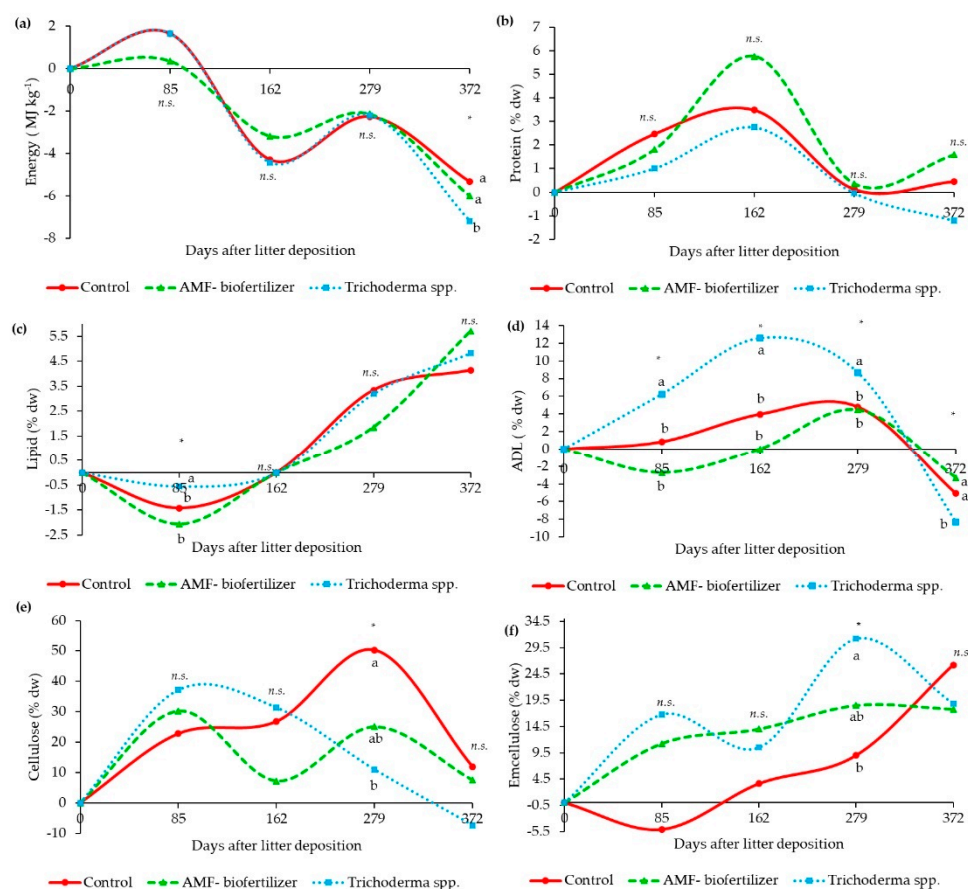 (a)
2
0
-2
-4
-6
-8
Energy ( MJ kg⁻¹)
0
85
162
279
372
n.s.
n.s.
n.s.
*
a
a
b
Days after litter deposition
Control
AMF- biofertilizer
Trichoderma spp.
(b)
7
6
5
4
3
2
1
0
-1
-2
Protein ( % dw)
n.s.
n.s.
n.s.
n.s.
0
85
162
279
372
Days after litter deposition
Control
AMF- biofertilizer
Trichoderma spp.
(c)
5.5
3.5
1.5
-0.5
-2.5
Lipid (% dw)
*
a
b
b
n.s.
n.s.
n.s.
0
85
162
279
372
Days after litter deposition
Control
AMF- biofertilizer
Trichoderma spp.
(d)
14
12
10
8
6
4
2
0
-2
-4
-6
-8
-10
ADL ( % dw)
*
a
b
b
*
a
b
b
*
a
b
b
*
a
a
b
0
85
162
279
372
Days after litter deposition
Control
AMF- biofertilizer
Trichoderma spp.
(e)
60
50
40
30
20
10
0
-10
Cellulose (% dw)
n.s.
n.s.
*
a
ab
b
n.s.
0
85
162
279
372
Days after litter deposition
Control
AMF- biofertilizer
Trichoderma spp.
(f)
34.5
29.5
24.5
19.5
14.5
9.5
4.5
-0.5
-5.5
Emcellulose (% dw)
n.s.
n.s.
*
a
ab
b
n.s
0
85
162
279
372
Days after litter deposition
Control
AMF- biofertilizer
Trichoderma spp.